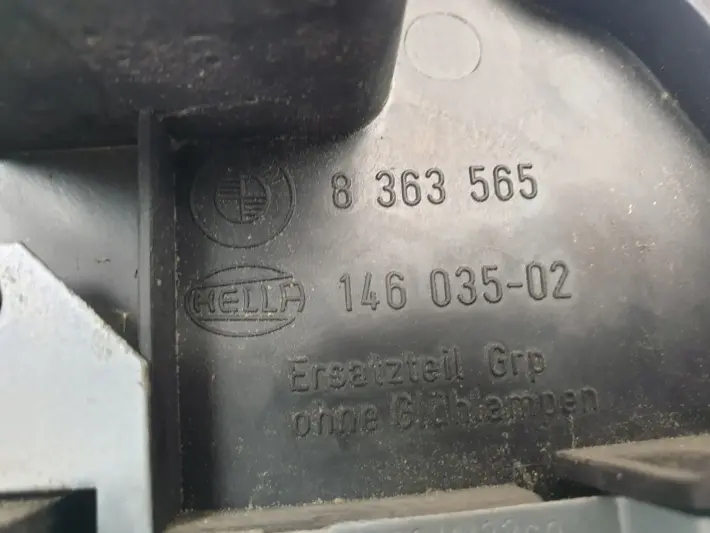 8 363 565
HELLA 146 035-02
Ersatzteil Grp
ohne Glühlampen